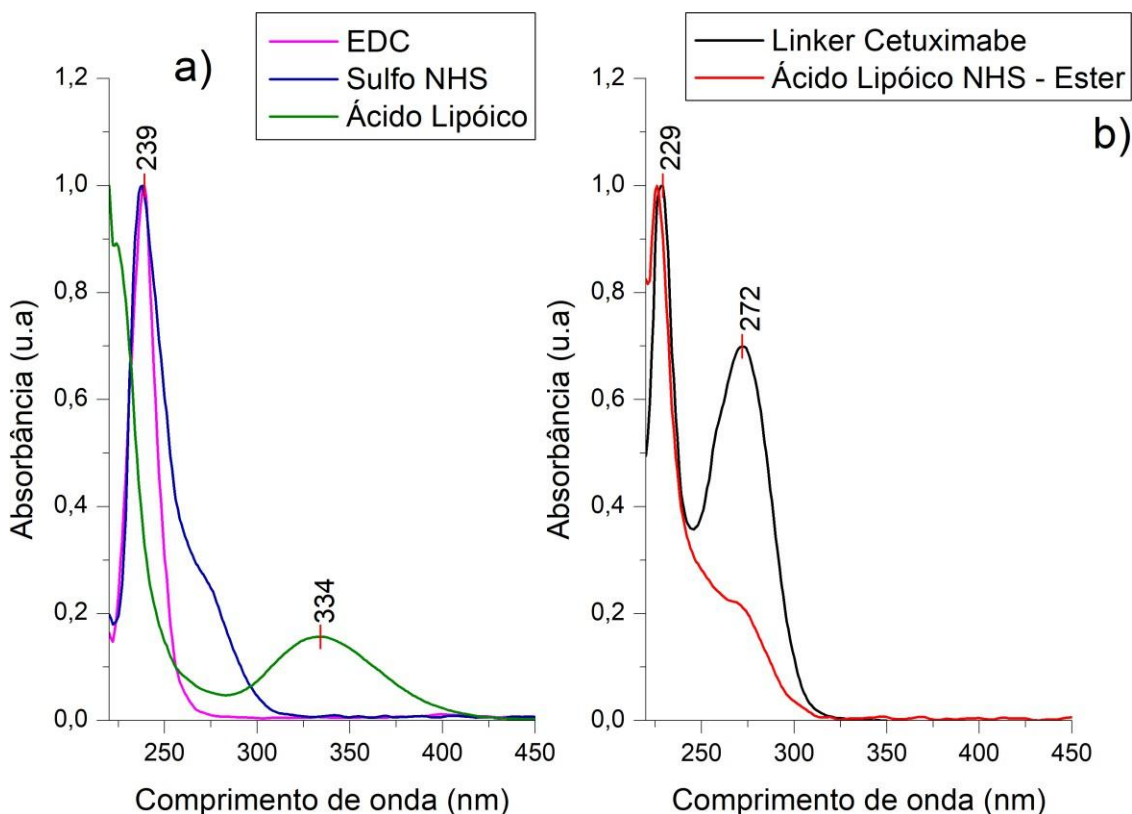 EDC
Sulfo NHS
Ácido Lipóico
a)
239
334
1,2
1,0
0,8
0,6
0,4
0,2
0,0
250
300
350
400
450
Absorbância (u.a)
Comprimento de onda (nm)
Linker Cetuximabe
Ácido Lipóico NHS - Ester
b)
229
272
1,2
1,0
0,8
0,6
0,4
0,2
0,0
250
300
350
400
450
Absorbância (u.a)
Comprimento de onda (nm)